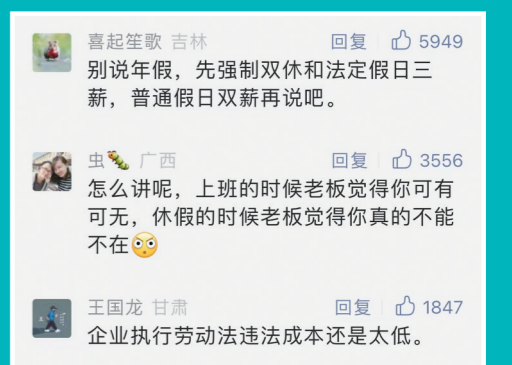 喜起笙歌 吉林 回复 5949
别说年假，先强制双休和法定假日三
薪，普通假日双薪再说吧。
虫🐛 广西 回复 3556
怎么讲呢，上班的时候老板觉得你可有
可无，休假的时候老板觉得你真的不能
不在😳
王国龙 甘肃 回复 1847
企业执行劳动法违法成本还是太低。